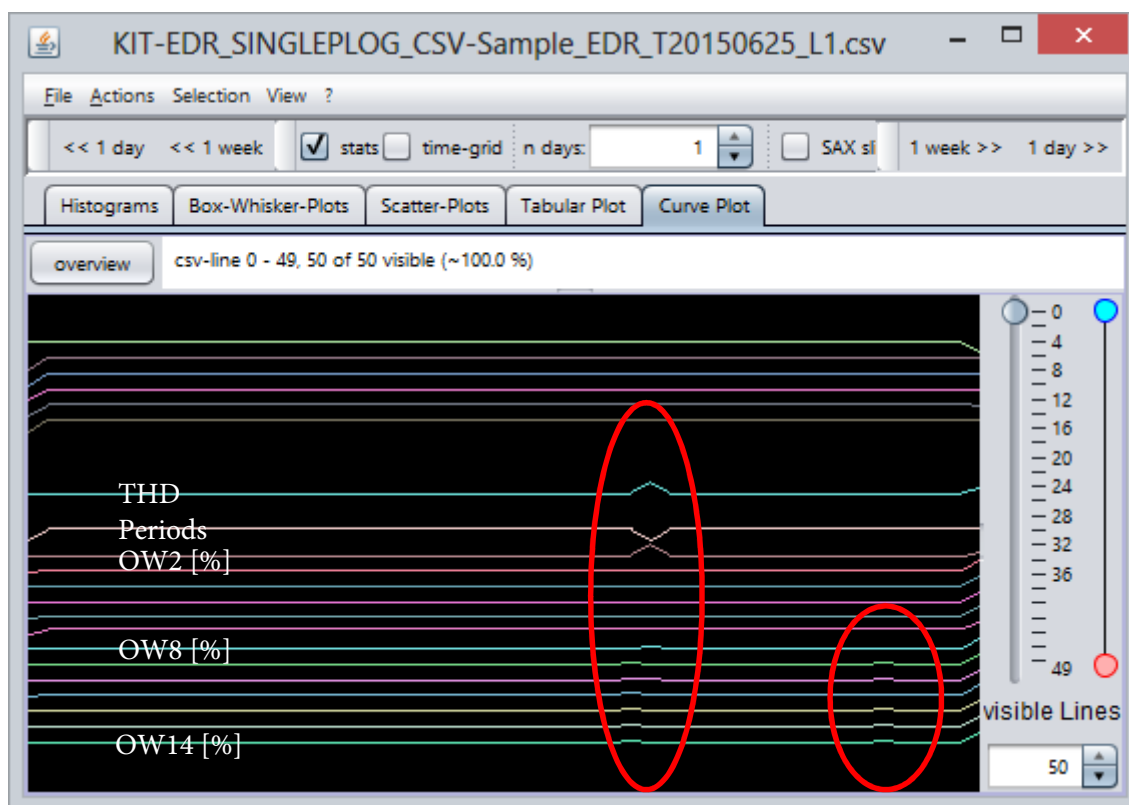 KIT-EDR_SINGLEPLOG_CSV-Sample_EDR_T20150625_L1.csv
File Actions Selection View ?
<< 1 day << 1 week stats time-grid n days: 1 SAX sl 1 week >> 1 day >>
Histograms Box-Whisker-Plots Scatter-Plots Tabular Plot Curve Plot
overview csv-line 0 - 49, 50 of 50 visible (~100.0 %)
0
4
8
12
16
20
24
28
32
36
49
THD
Periods
OW2 [%]
OW8 [%]
OW14 [%]
visible Lines
50